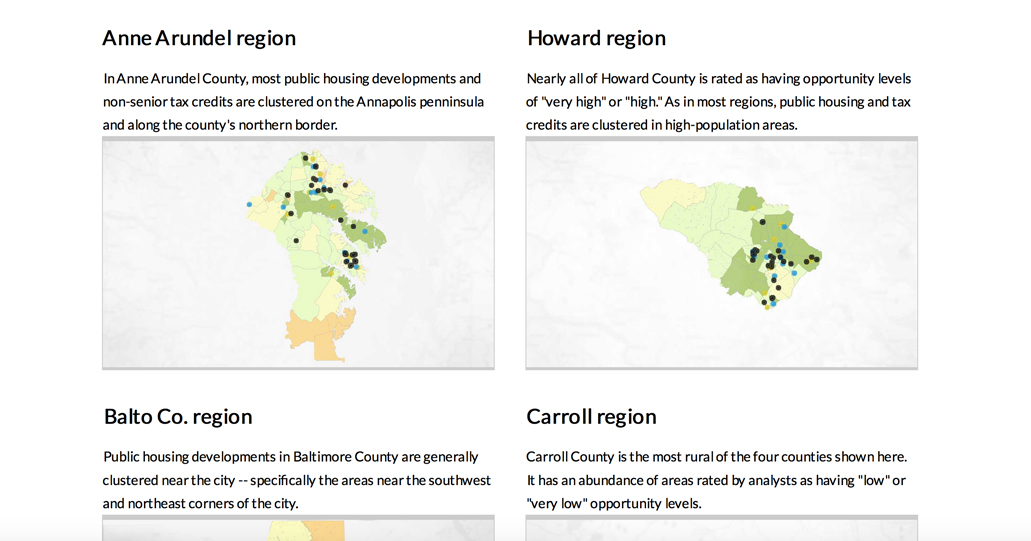 Anne Arundel region
In Anne Arundel County, most public housing developments and
non-senior tax credits are clustered on the Annapolis penninsula
and along the county's northern border.
Howard region
Nearly all of Howard County is rated as having opportunity levels
of "very high" or "high." As in most regions, public housing and tax
credits are clustered in high-population areas.
Balto Co. region
Public housing developments in Baltimore County are generally
clustered near the city -- specifically the areas near the southwest
and northeast corners of the city.
Carroll region
Carroll County is the most rural of the four counties shown here.
It has an abundance of areas rated by analysts as having "low" or
"very low" opportunity levels.